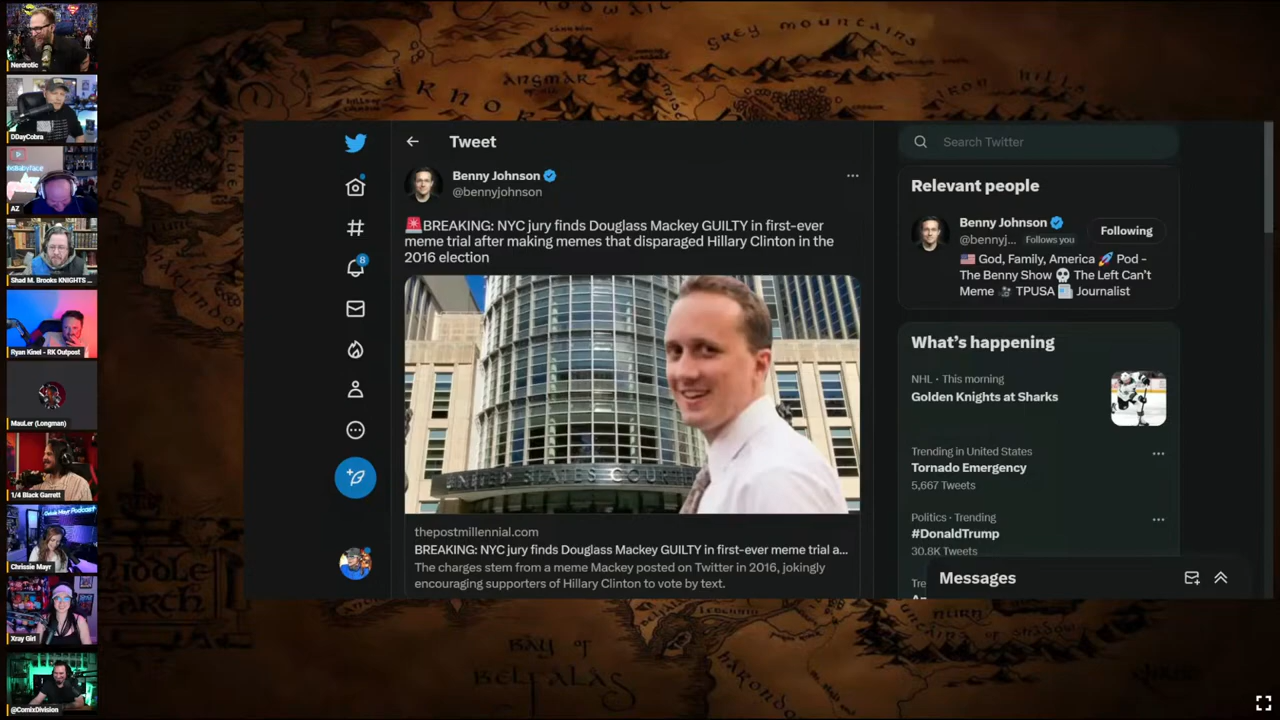 Nerdrotic
DDayCobra
AZ
Shad M. Brooks KNIGHTS ...
Ryan Kinel - RK Outpost
MauLer (Longman)
1/4 Black Garrett
Chrissie Mayr Podcast
Chrissie Mayr
Xray Girl
@ComixDivision
GREY MOUNTAINS
ANGMAR
ARNOR
Tweet
Benny Johnson
@bennyjohnson
🚨BREAKING: NYC jury finds Douglass Mackey GUILTY in first-ever
meme trial after making memes that disparaged Hillary Clinton in the
2016 election
UNITED STATES COURTH
thepostmillennial.com
BREAKING: NYC jury finds Douglass Mackey GUILTY in first-ever meme trial a...
The charges stem from a meme Mackey posted on Twitter in 2016, jokingly
encouraging supporters of Hillary Clinton to vote by text.
8
Search Twitter
Relevant people
Benny Johnson
@bennyj... Follows you
Following
🇺🇸 God, Family, America 🚀 Pod -
The Benny Show 💀 The Left Can't
Meme 🎥 TPUSA 📰 Journalist
What's happening
NHL · This morning
Golden Knights at Sharks
Trending in United States
Tornado Emergency
5,667 Tweets
Politics · Trending
#DonaldTrump
30.8K Tweets
Messages
MIDDLE
EARTH
BAY OF
BELFALAS